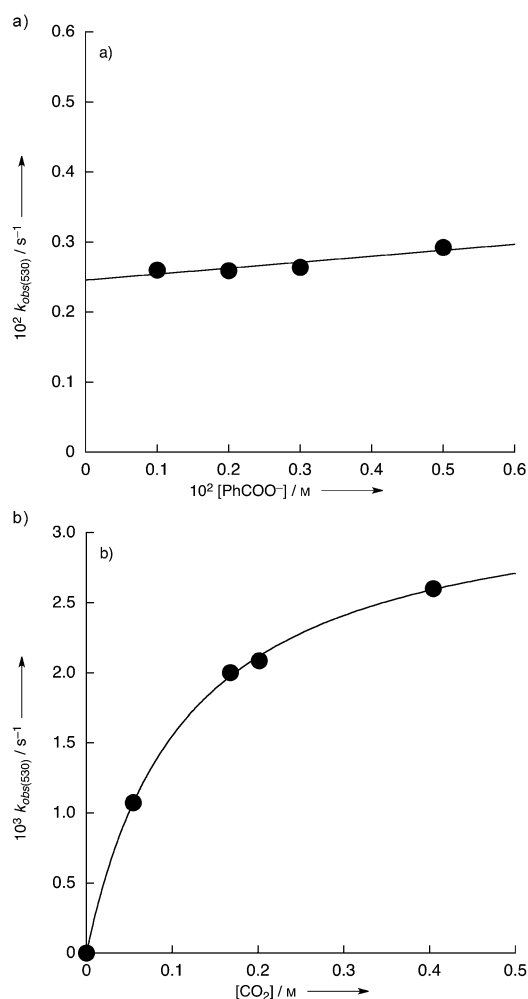 a)
0.6
a)
0.5
0.4
0.3
0.2
0.1
0
10² k_obs(530) / s⁻¹
0 0.1 0.2 0.3 0.4 0.5 0.6
10² [PhCOO⁻] / M
b)
3.0
b)
2.5
2.0
1.5
1.0
0.5
0
10³ k_obs(530) / s⁻¹
0 0.1 0.2 0.3 0.4 0.5
[CO₂] / M